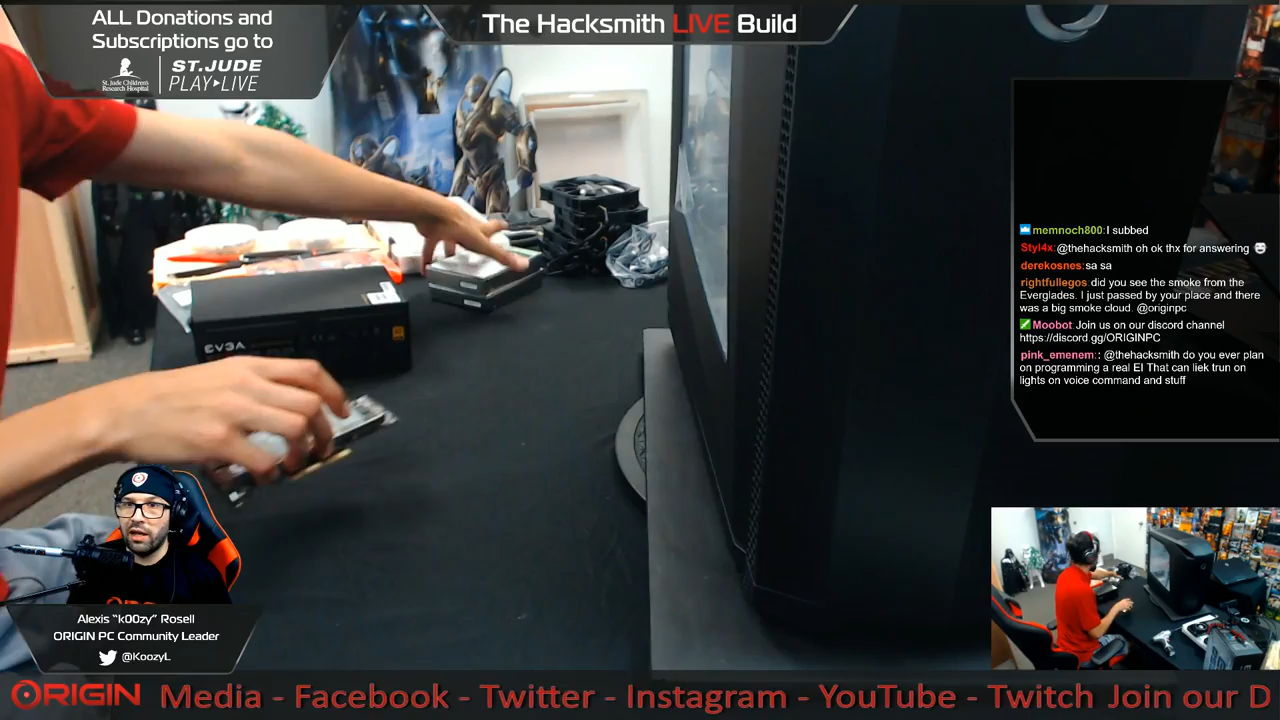 ALL Donations and
Subscriptions go to
St. Jude Children's
Research Hospital
ST. JUDE
PLAY LIVE
The Hacksmith LIVE Build
memnoch800: I subbed
Styl4x: @thehacksmith oh ok thx for answering
derekosnes: sa sa
rightfullegos: did you see the smoke from the
Everglades. I just passed by your place and there
was a big smoke cloud. @originpc
Moobot: Join us on our discord channel
https://discord.gg/ORIGINPC
pink_emenem: : @thehacksmith do you ever plan
on programming a real EI That can liek trun on
lights on voice command and stuff
EVGA
Alexis "k00zy" Rosell
ORIGIN PC Community Leader
@KoozyL
ORIGIN Media - Facebook - Twitter - Instagram - YouTube - Twitch Join our D